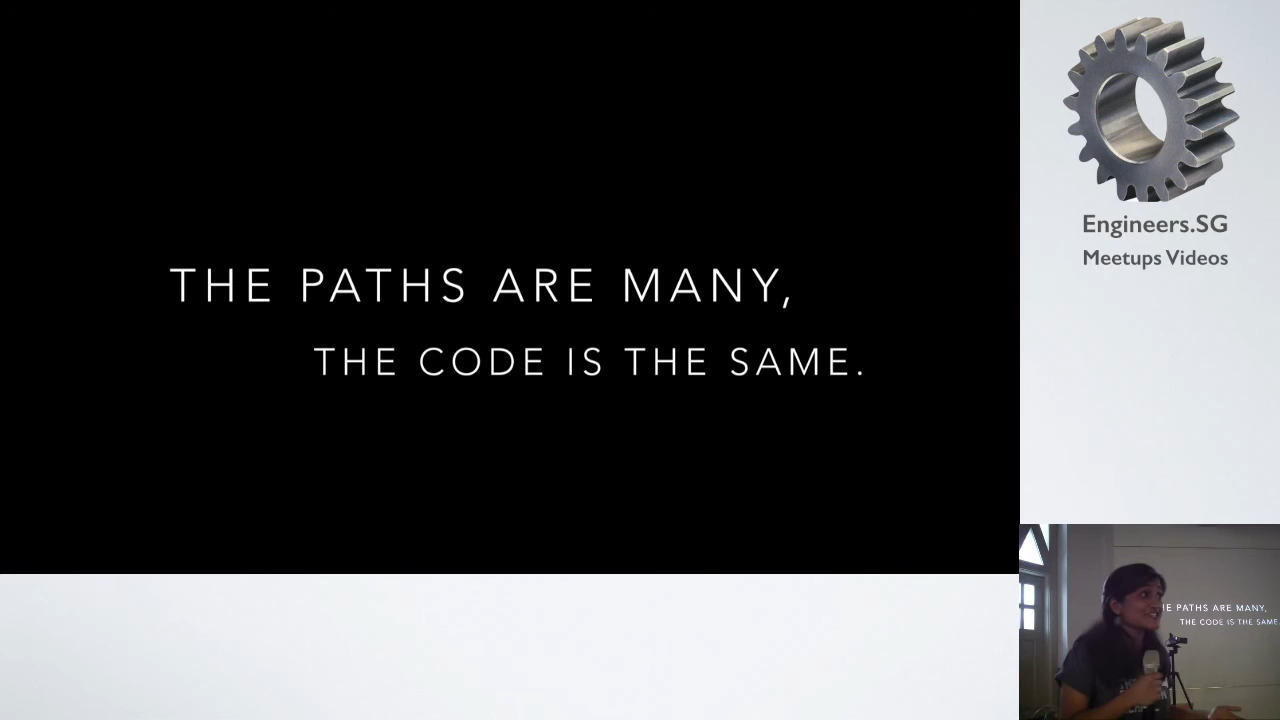 THE PATHS ARE MANY,
THE CODE IS THE SAME.
Engineers.SG
Meetups Videos
HE PATHS ARE MANY,
THE CODE IS THE SAME